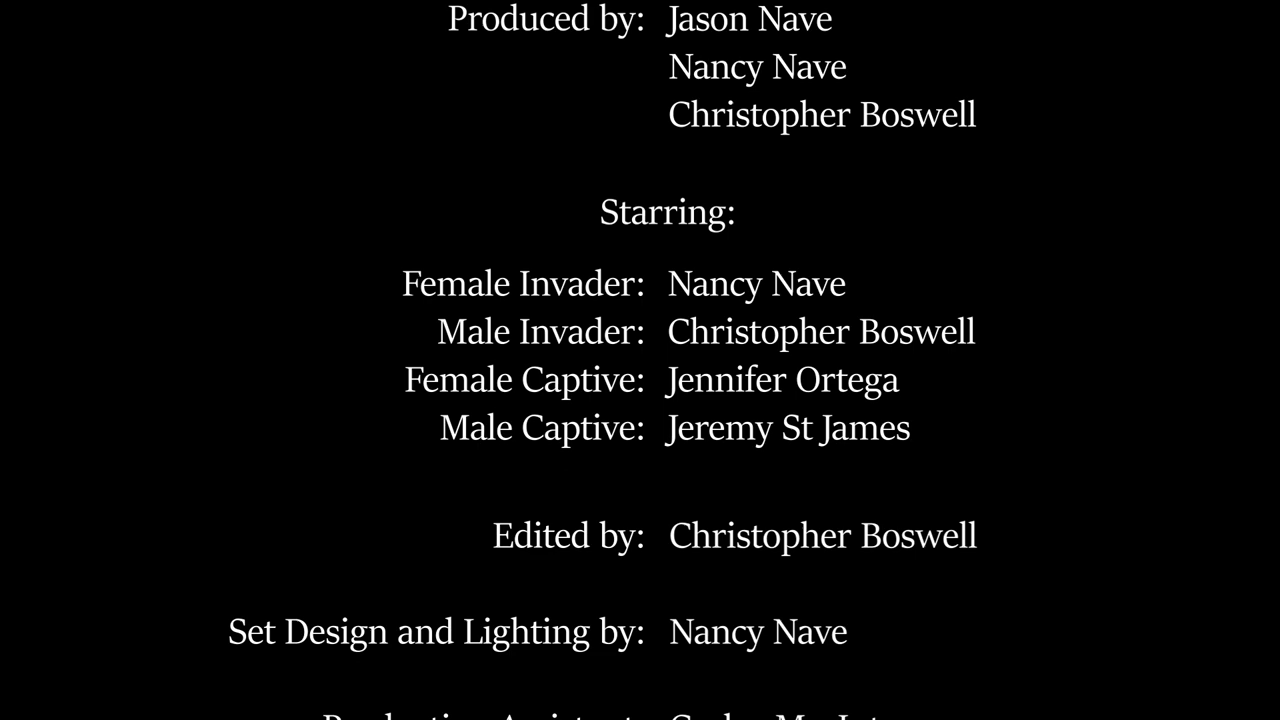 Produced by: Jason Nave
Nancy Nave
Christopher Boswell
Starring:
Female Invader: Nancy Nave
Male Invader: Christopher Boswell
Female Captive: Jennifer Ortega
Male Captive: Jeremy St James
Edited by: Christopher Boswell
Set Design and Lighting by: Nancy Nave